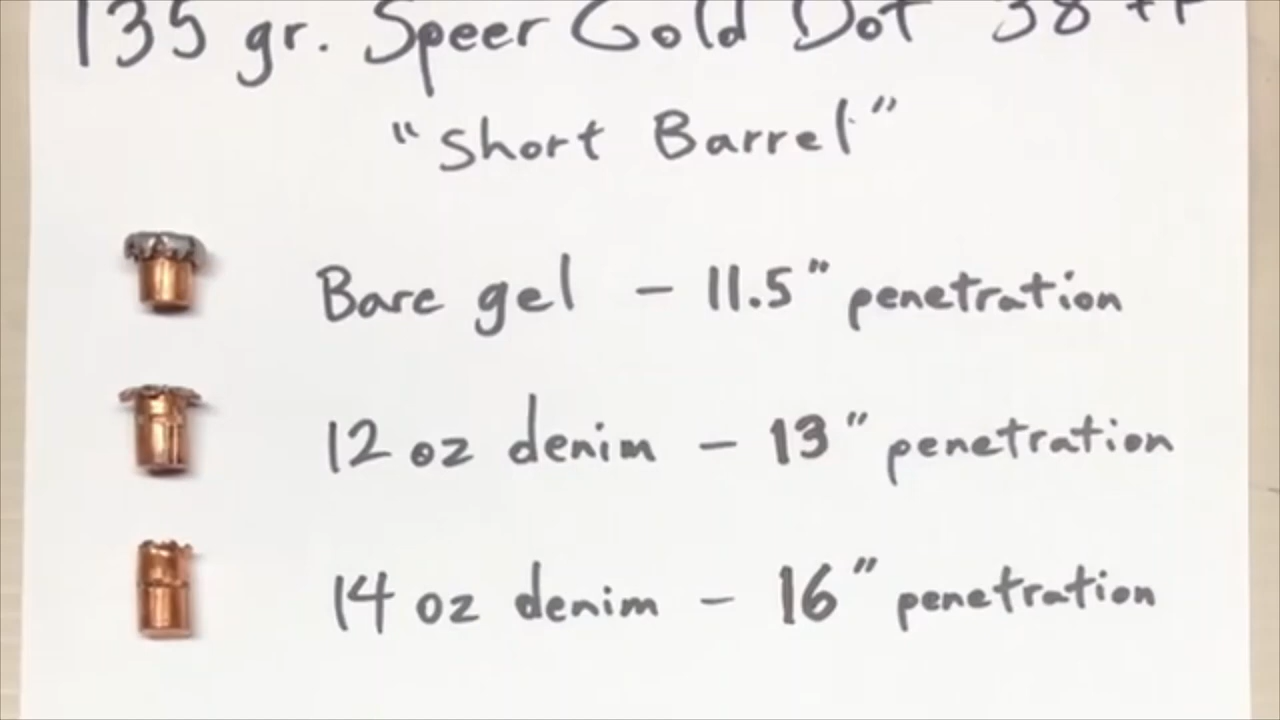 135 gr. Speer Gold Dot 38 +P
"Short Barrel"
Bare gel - 11.5" penetration
12 oz denim - 13" penetration
14 oz denim - 16" penetration